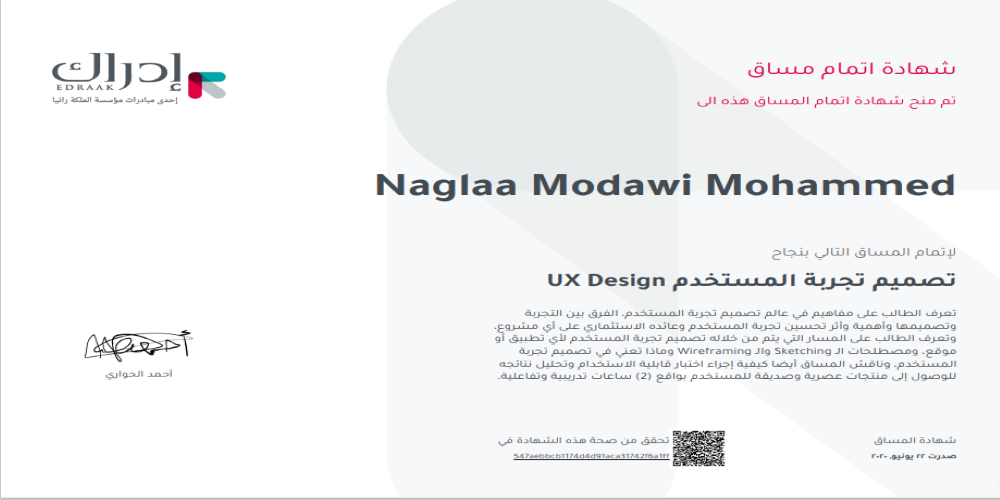 إدراك
EDRAAK
إحدى مبادرات مؤسسة الملكة رانيا
شهادة اتمام مساق
تم منح شهادة اتمام المساق هذه الى
Naglaa Modawi Mohammed
لإتمام المساق التالي بنجاح
تصميم تجربة المستخدم UX Design
تعرف الطالب على مفاهيم في عالم تصميم تجربة المستخدم، الفرق بين التجربة
وتصميمها وأهمية وأثر تحسين تجربة المستخدم وعائده الاستثماري على أي مشروع.
وتعرف الطالب على المسار التي يتم من خلاله تصميم تجربة المستخدم لأي تطبيق أو
موقع، ومصطلحات الـ Sketching والـ Wireframing وماذا تعني في تصميم تجربة
المستخدم. وناقش المساق أيضا كيفية إجراء اختبار قابلية الاستخدام وتحليل نتائجه
للوصول إلى منتجات عصرية وصديقة للمستخدم بواقع (2) ساعات تدريبية وتفاعلية.
أحمد الحواري
شهادة المساق
صدرت ٢٢ يونيو، ٢٠٢٠
تحقق من صحة هذه الشهادة في
547aebbcb1174d4d91aca31742f6a1ff